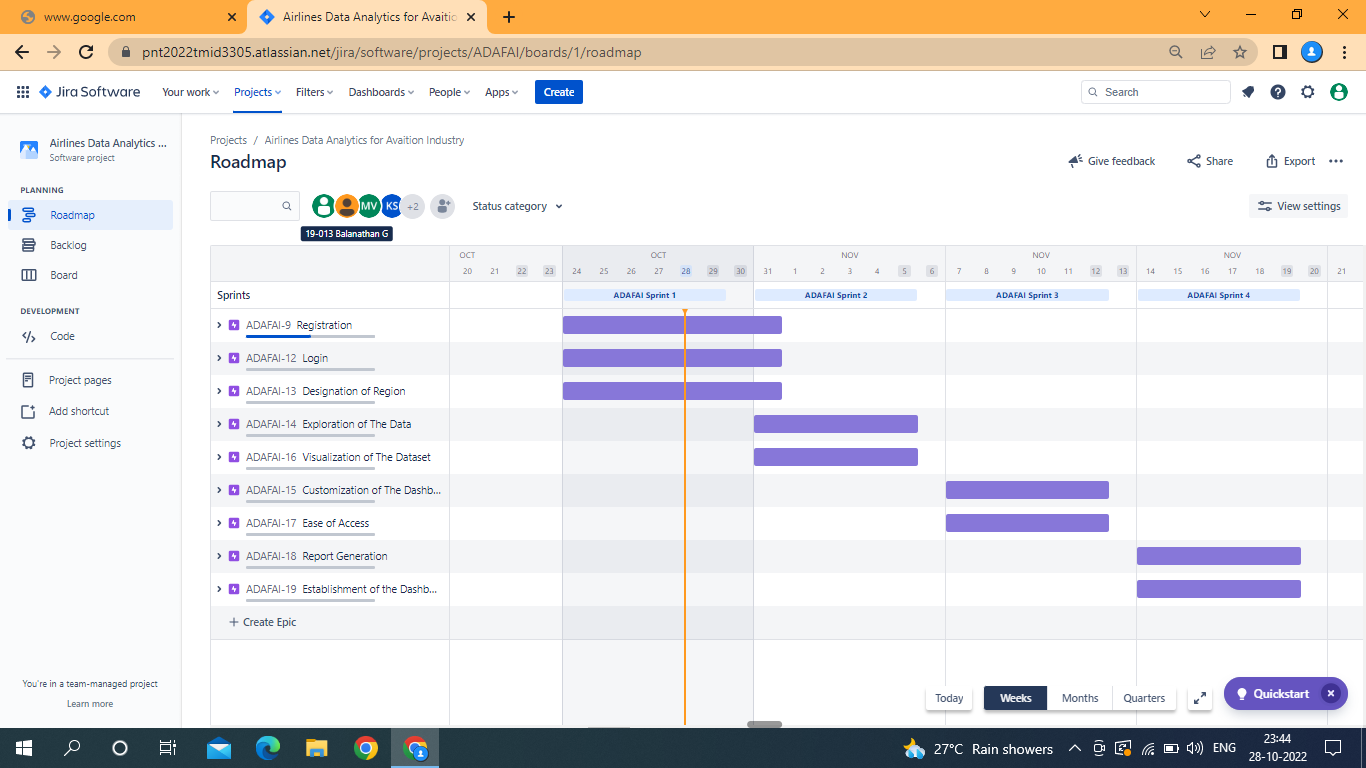 www.google.com
Airlines Data Analytics for Avaitio
pnt2022tmid3305.atlassian.net/jira/software/projects/ADAFAI/boards/1/roadmap
Jira Software Your work Projects Filters Dashboards People Apps Create Search
Airlines Data Analytics ...
Software project
PLANNING
Roadmap
Backlog
Board
DEVELOPMENT
Code
Project pages
Add shortcut
Project settings
You're in a team-managed project
Learn more
Projects / Airlines Data Analytics for Avaition Industry
Roadmap
Give feedback Share Export
MV KS +2 Status category View settings
19-013 Balanathan G
OCT OCT NOV NOV NOV
20 21 22 23 24 25 26 27 28 29 30 31 1 2 3 4 5 6 7 8 9 10 11 12 13 14 15 16 17 18 19 20 21
Sprints ADAFAI Sprint 1 ADAFAI Sprint 2 ADAFAI Sprint 3 ADAFAI Sprint 4
ADAFAI-9 Registration
ADAFAI-12 Login
ADAFAI-13 Designation of Region
ADAFAI-14 Exploration of The Data
ADAFAI-16 Visualization of The Dataset
ADAFAI-15 Customization of The Dashb...
ADAFAI-17 Ease of Access
ADAFAI-18 Report Generation
ADAFAI-19 Establishment of the Dashb...
+ Create Epic
Today Weeks Months Quarters Quickstart
27°C Rain showers ENG 23:44
28-10-2022